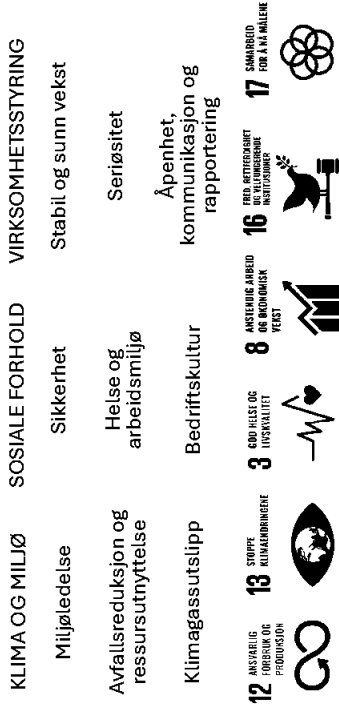 KLIMA OG MILJØ
Miljøledelse
Avfallsreduksjon og
ressursutnyttelse
Klimagassutslipp
SOSIALE FORHOLD
Sikkerhet
Helse og
arbeidsmiljø
Bedriftskultur
VIRKSOMHETSSTYRING
Stabil og sunn vekst
Seriøsitet
Åpenhet,
kommunikasjon og
rapportering
12 ANSVARLIG
FORBRUK OG
PRODUKSJON
13 STOPPE
KLIMAENDRINGENE
3 GOD HELSE OG
LIVSKVALITET
8 ANSTENDIG ARBEID
OG ØKONOMISK
VEKST
16 FRED, RETTFERDIGHET
OG VELFUNGERENDE
INSTITUSJONER
17 SAMARBEID
FOR Å NÅ MÅLENE